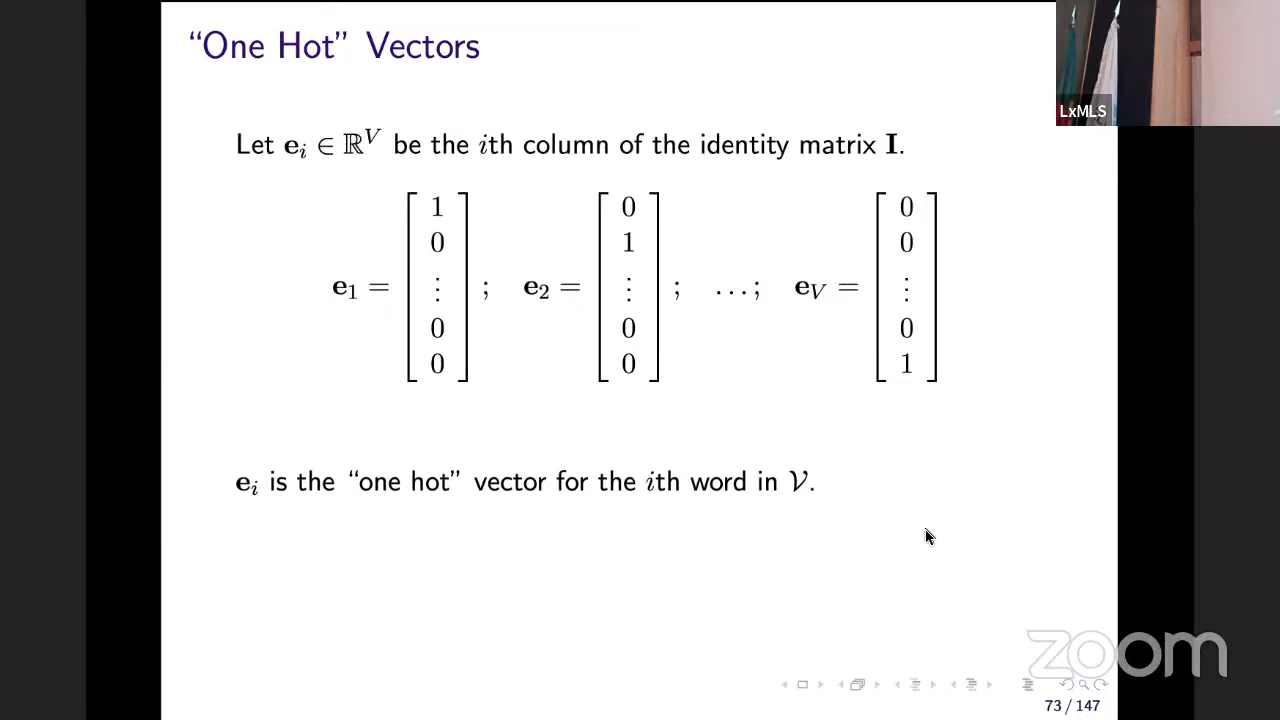 “One Hot” Vectors
LxMLS
Let e_i ∈ ℝ^V be the ith column of the identity matrix I.
e_1 = [1 0 ⋮ 0 0] ; e_2 = [0 1 ⋮ 0 0] ; …; e_V = [0 0 ⋮ 0 1]
e_i is the “one hot” vector for the ith word in 𝒱.
zoom
73 / 147